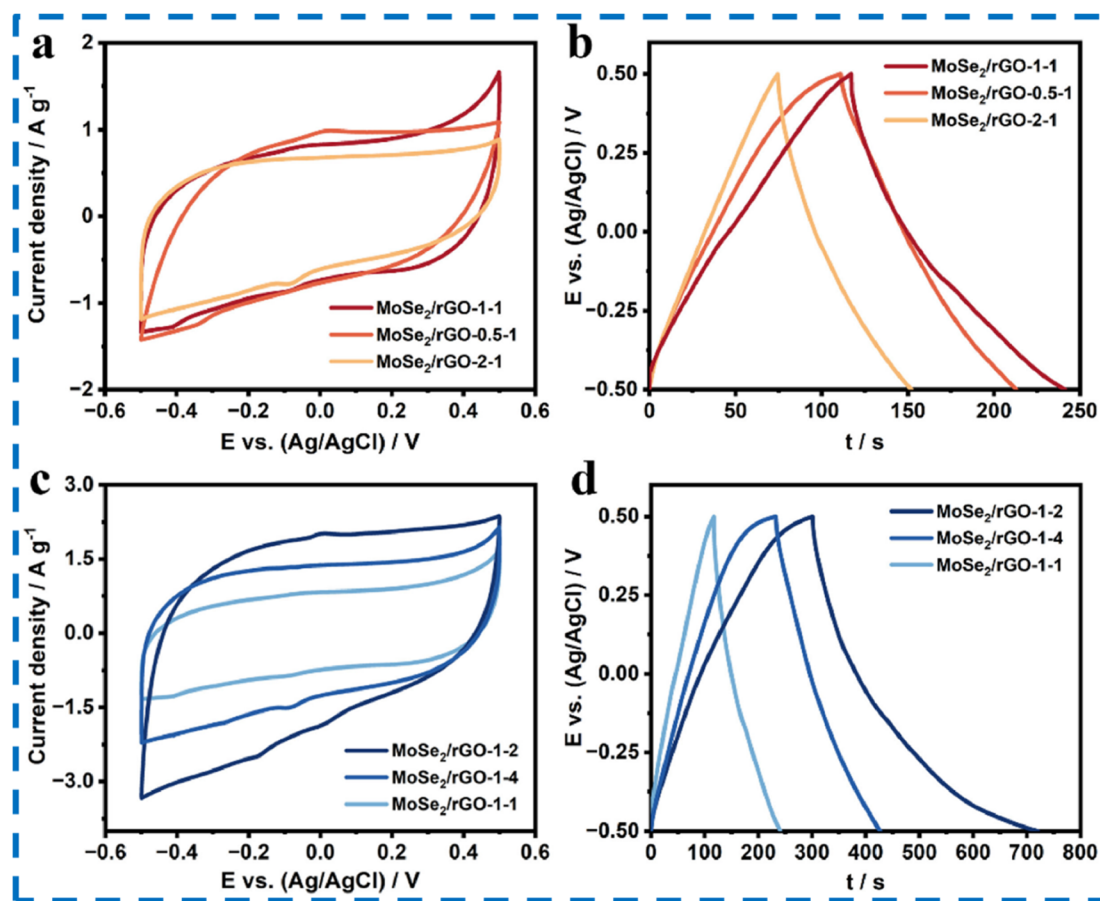 a
2
1
0
−1
−2
Current density / A g⁻¹
−0.6 −0.4 −0.2 0.0 0.2 0.4 0.6
E vs. (Ag/AgCl) / V
MoSe₂/rGO-1-1
MoSe₂/rGO-0.5-1
MoSe₂/rGO-2-1
b
0.50
0.25
0.00
−0.25
−0.50
E vs. (Ag/AgCl) / V
0 50 100 150 200 250
t / s
MoSe₂/rGO-1-1
MoSe₂/rGO-0.5-1
MoSe₂/rGO-2-1
c
3.0
1.5
0.0
−1.5
−3.0
Current density / A g⁻¹
−0.6 −0.4 −0.2 0.0 0.2 0.4 0.6
E vs. (Ag/AgCl) / V
MoSe₂/rGO-1-2
MoSe₂/rGO-1-4
MoSe₂/rGO-1-1
d
0.50
0.25
0.00
−0.25
−0.50
E vs. (Ag/AgCl) / V
0 100 200 300 400 500 600 700 800
t / s
MoSe₂/rGO-1-2
MoSe₂/rGO-1-4
MoSe₂/rGO-1-1